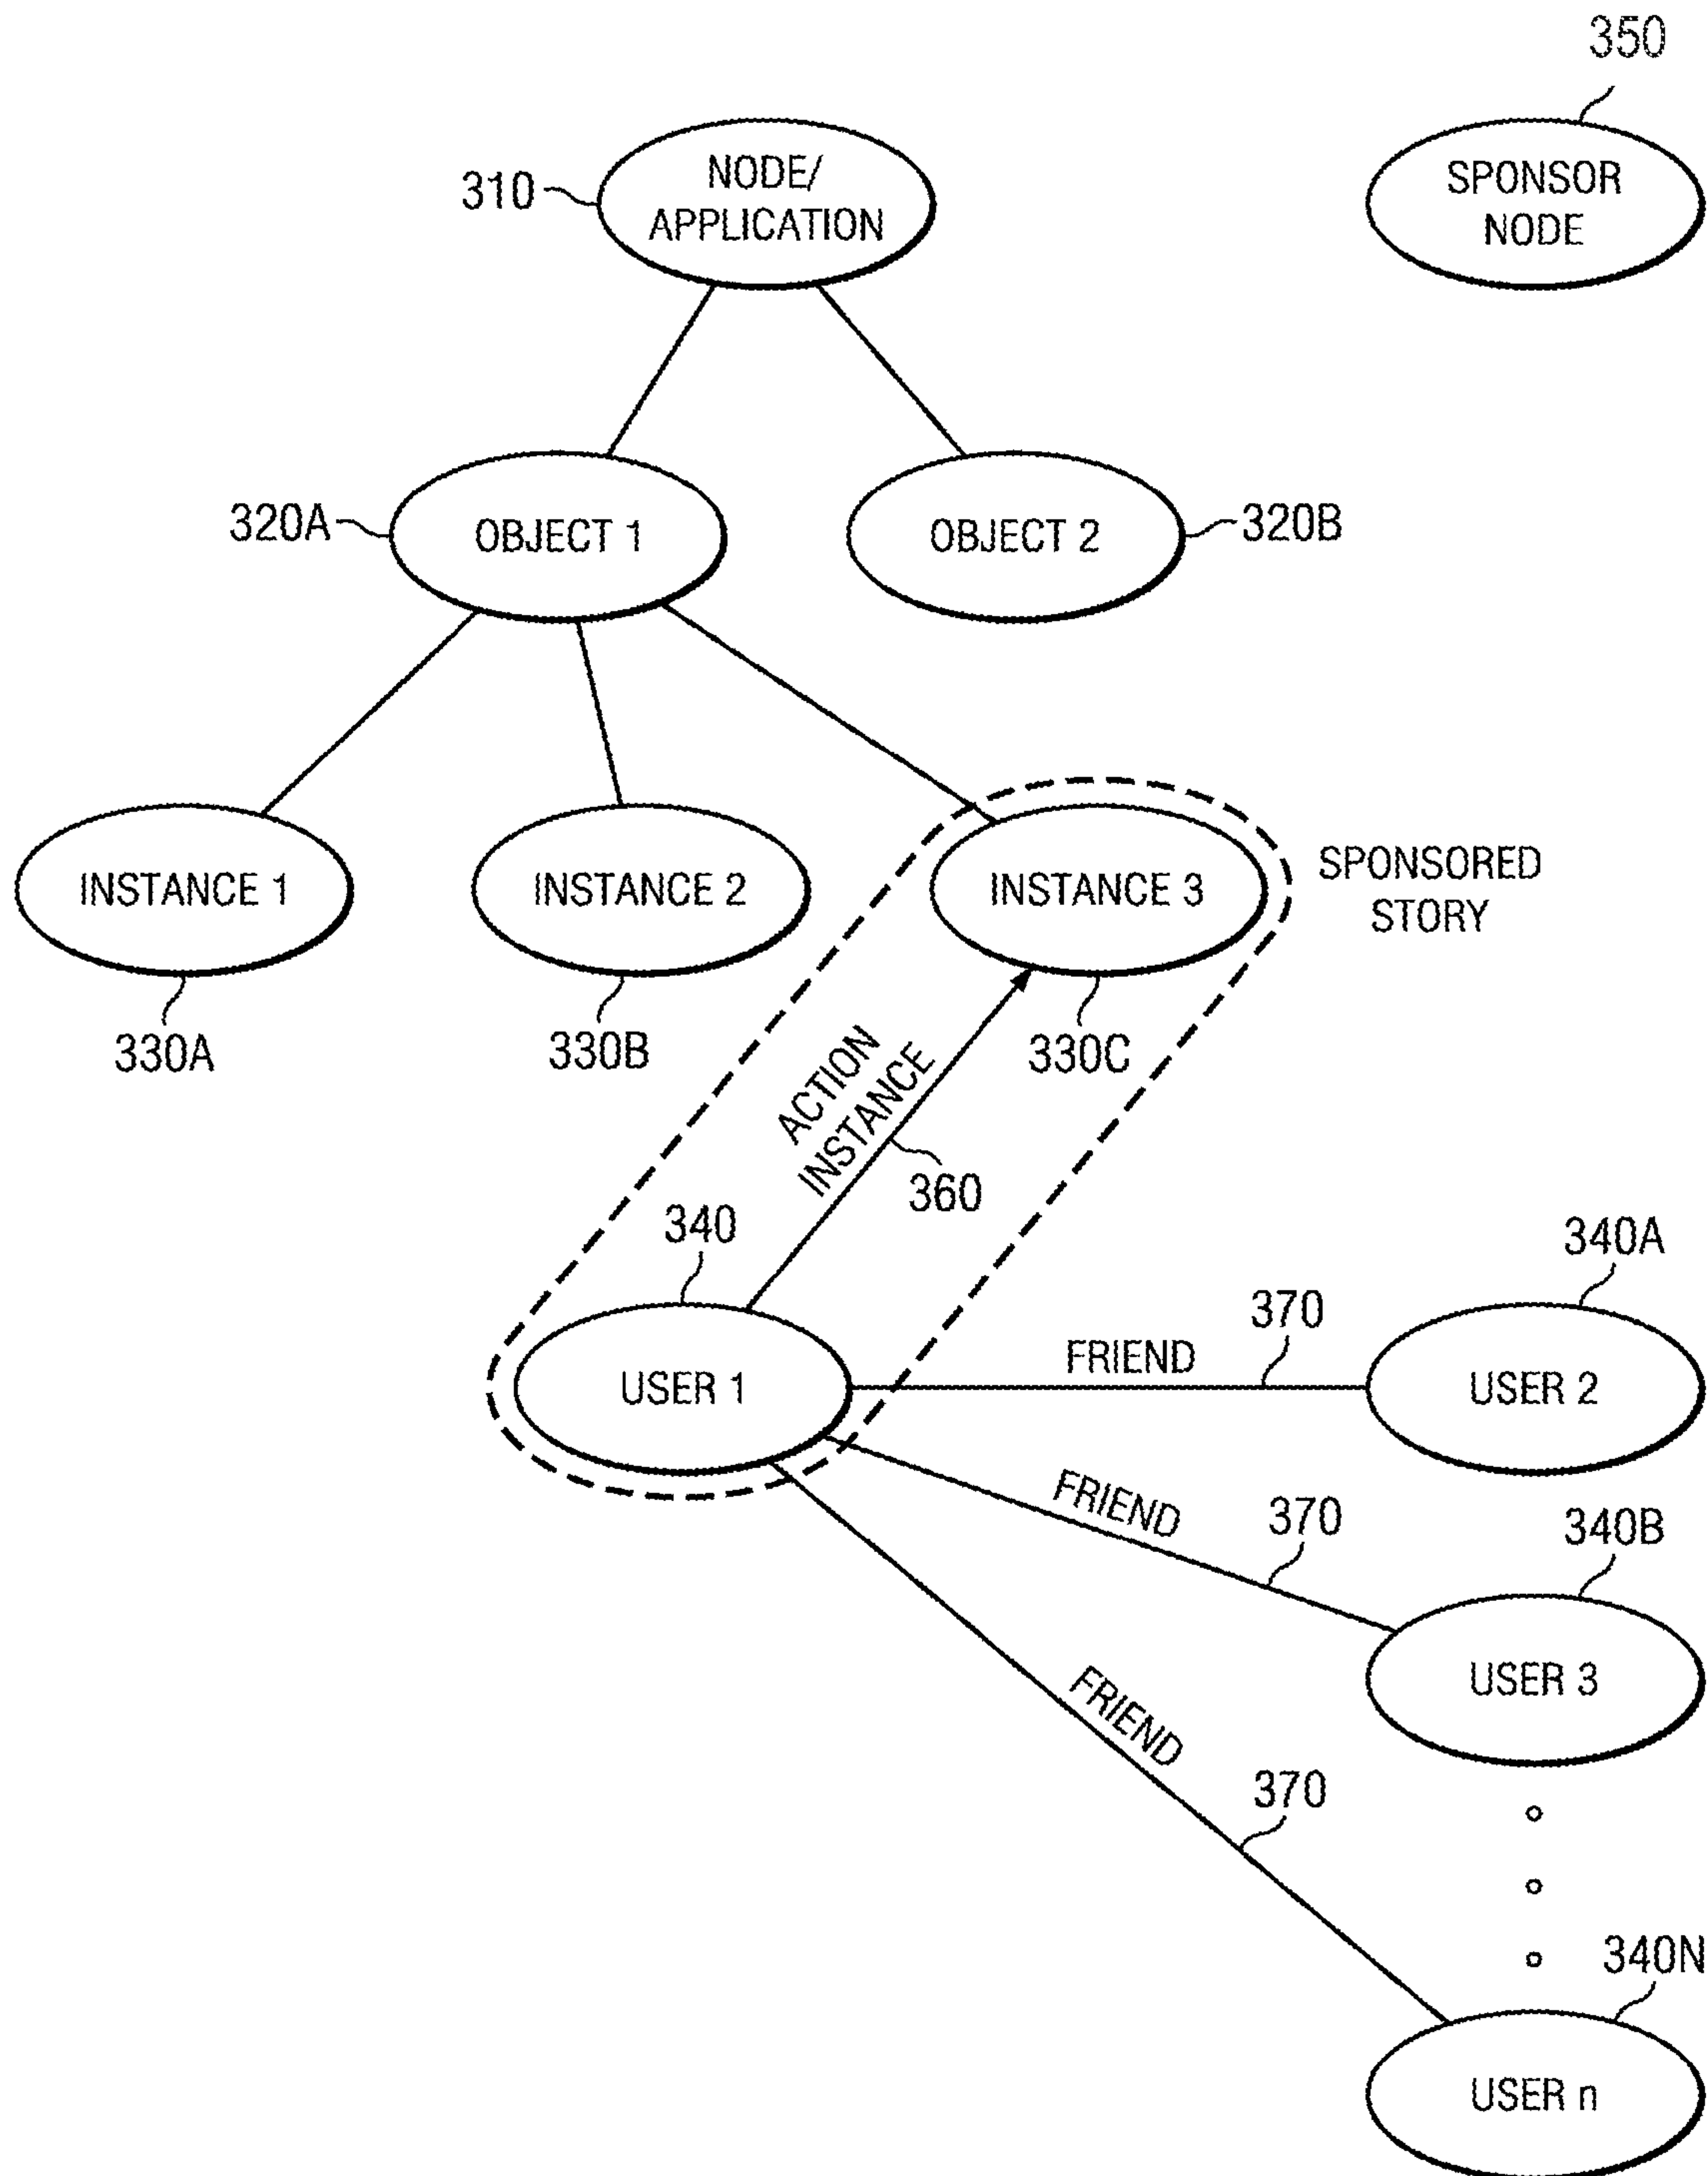 350
NODE/
APPLICATION
310
SPONSOR
NODE
320A
OBJECT 1
OBJECT 2
320B
INSTANCE 1
INSTANCE 2
INSTANCE 3
SPONSORED
STORY
330A
330B
330C
ACTION
INSTANCE
360
340
340A
370
FRIEND
USER 1
USER 2
FRIEND
370
340B
USER 3
FRIEND
370
340N
USER n